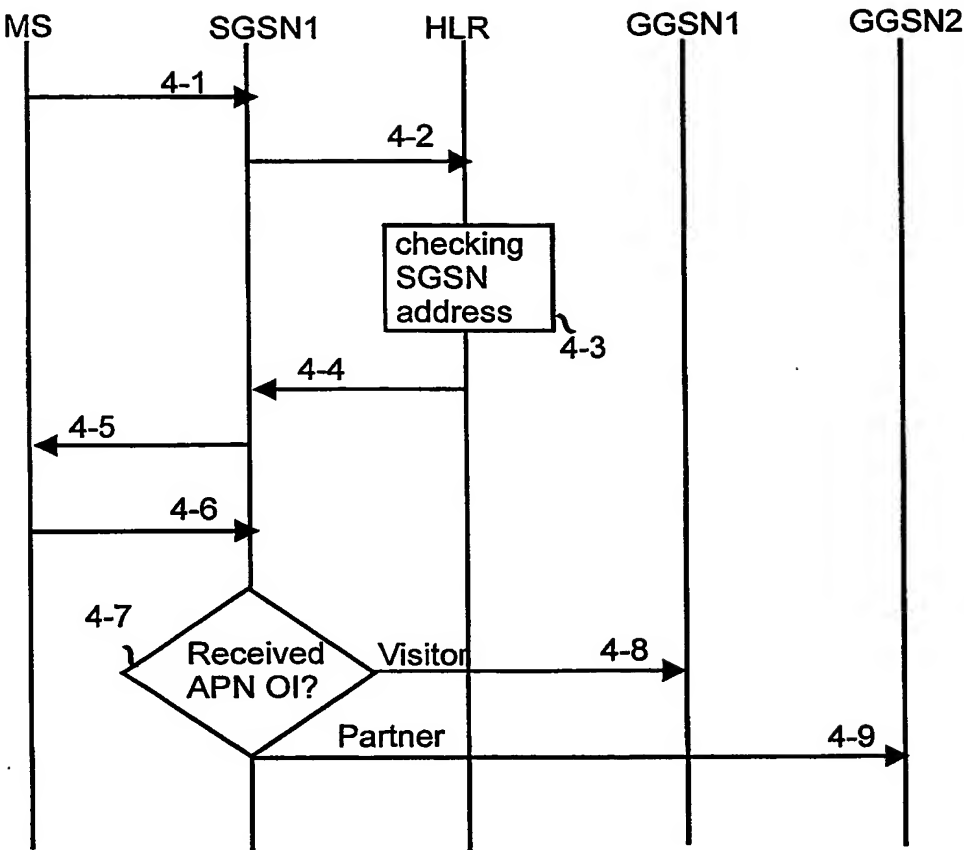 MS SGSN1 HLR GGSN1 GGSN2
4-1
4-2
checking
SGSN
address
4-3
4-4
4-5
4-6
4-7
Received
APN OI?
Visitor
4-8
Partner
4-9